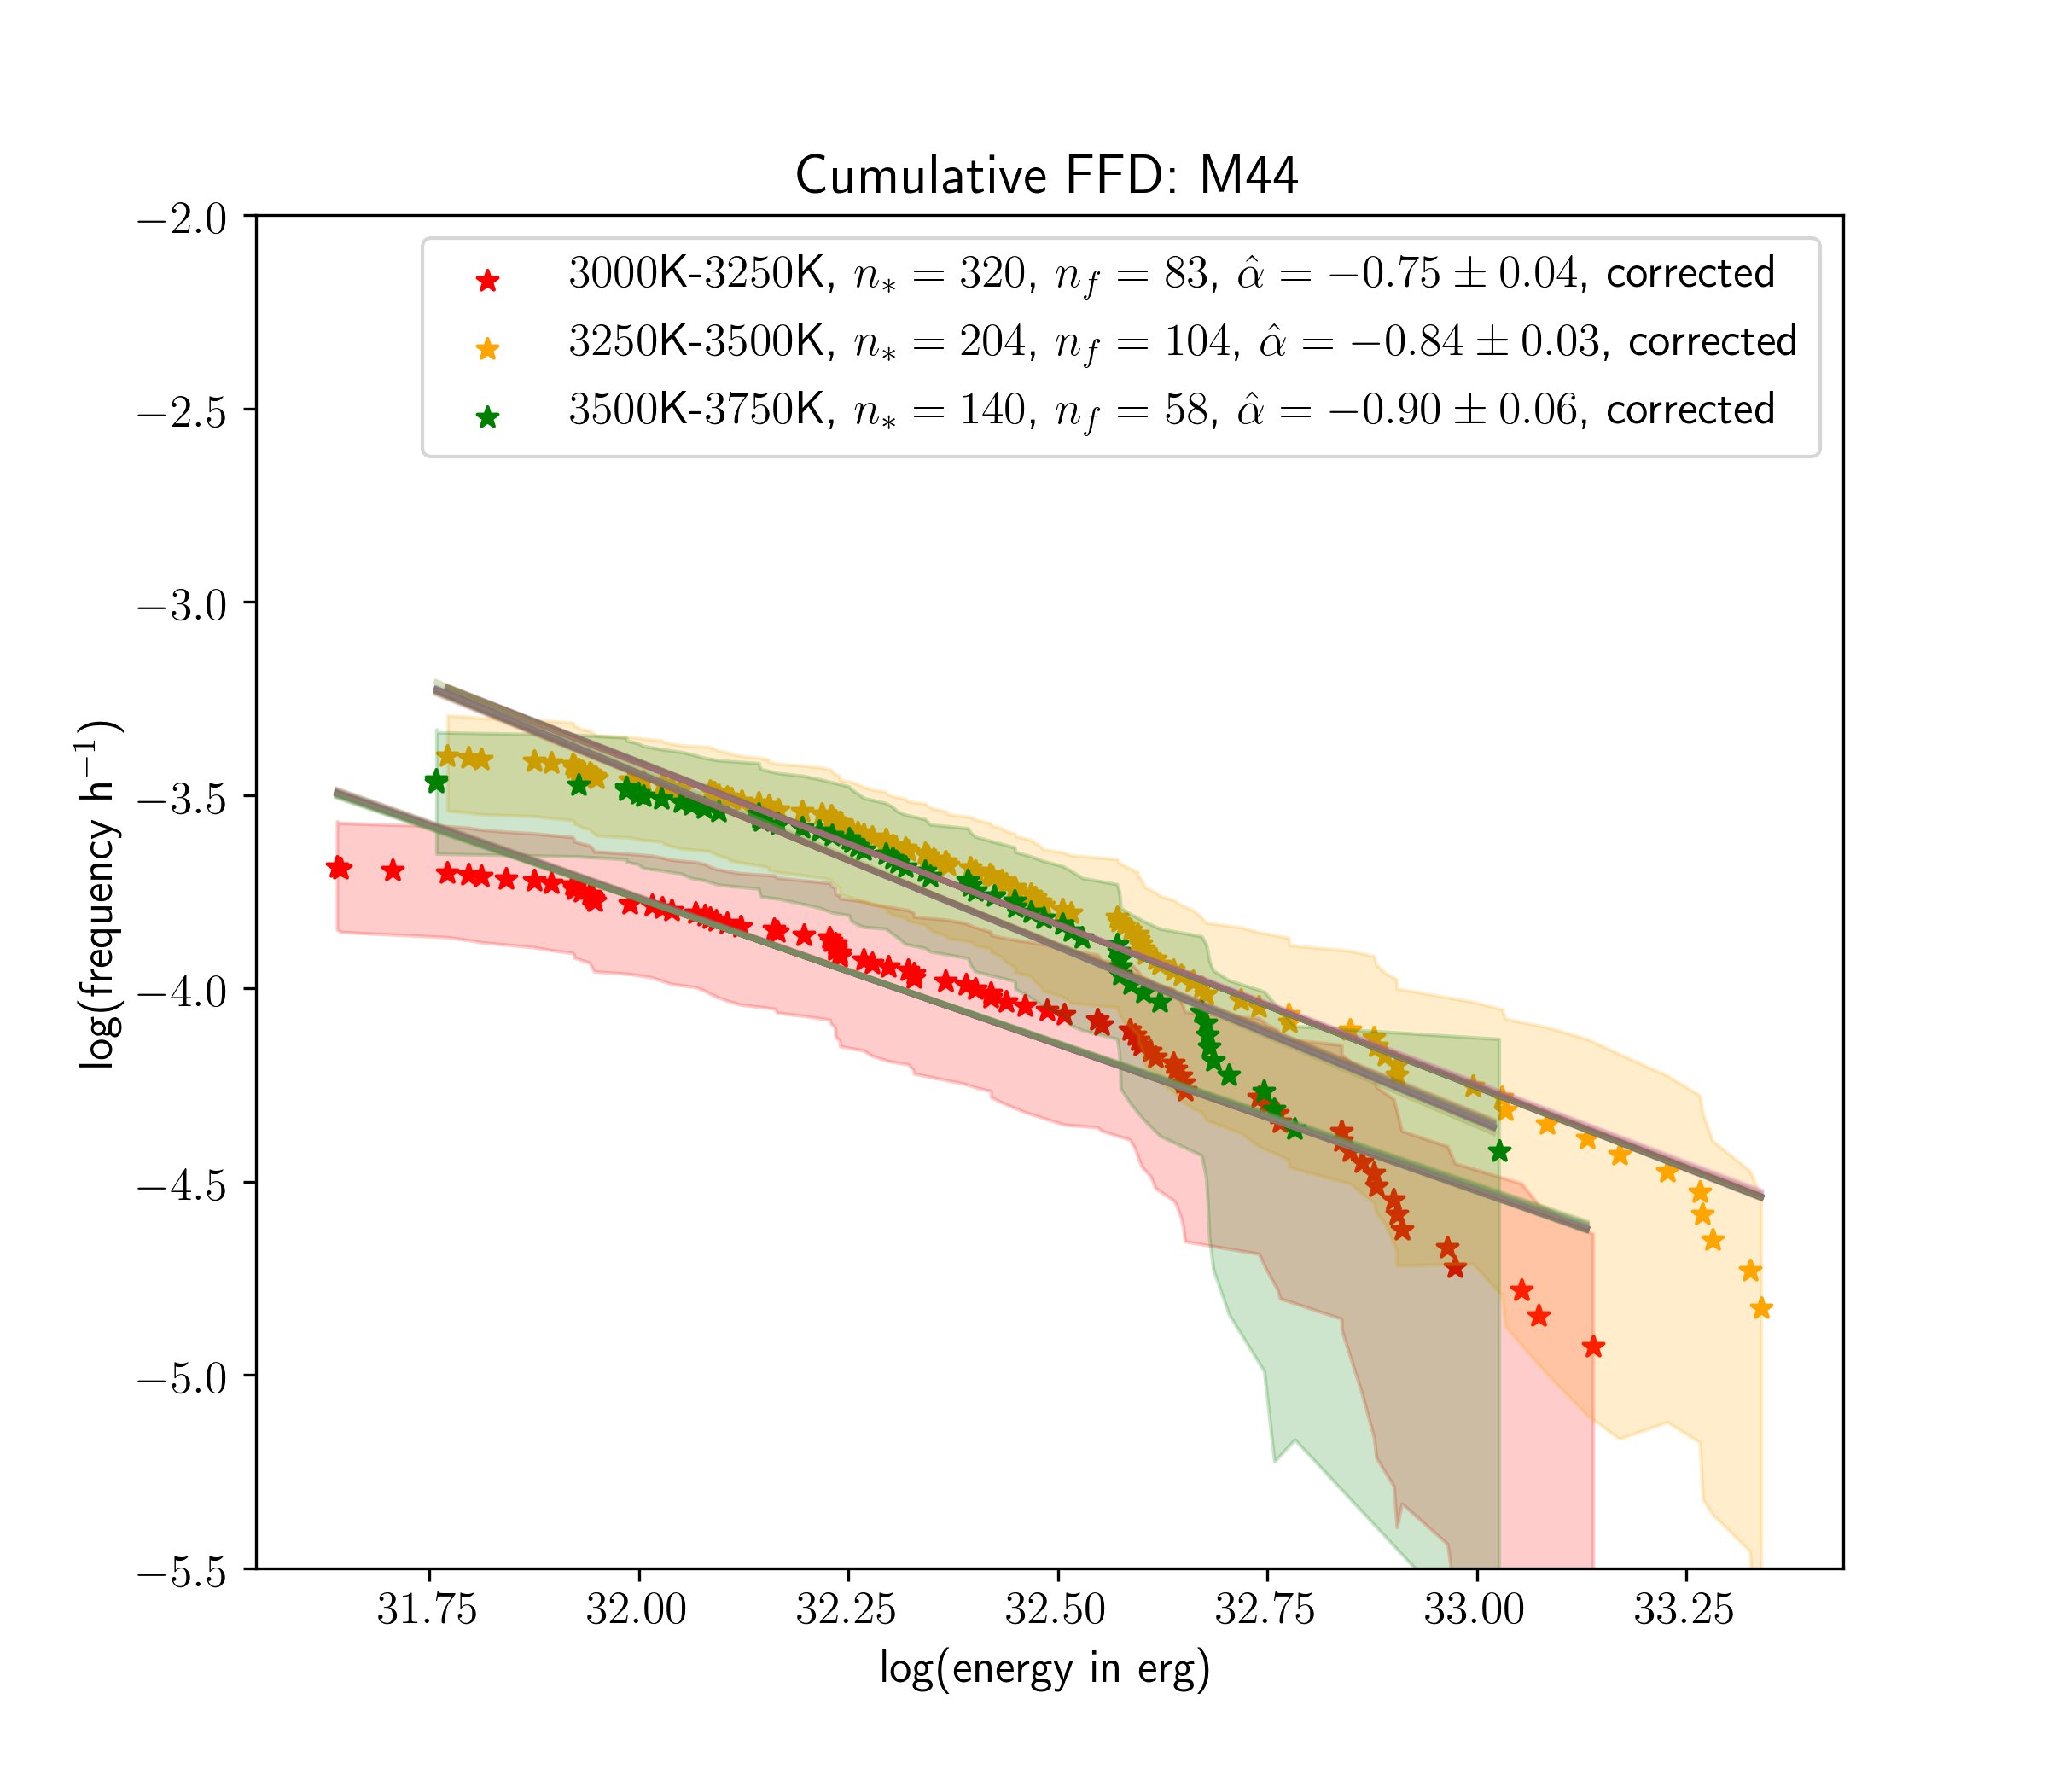 Cumulative FFD: M44
3000K-3250K, n∗ = 320, n_f = 83, α̂ = −0.75 ± 0.04, corrected
3250K-3500K, n∗ = 204, n_f = 104, α̂ = −0.84 ± 0.03, corrected
3500K-3750K, n∗ = 140, n_f = 58, α̂ = −0.90 ± 0.06, corrected
−2.0
−2.5
−3.0
−3.5
−4.0
−4.5
−5.0
−5.5
log(frequency h⁻¹)
31.75 32.00 32.25 32.50 32.75 33.00 33.25
log(energy in erg)